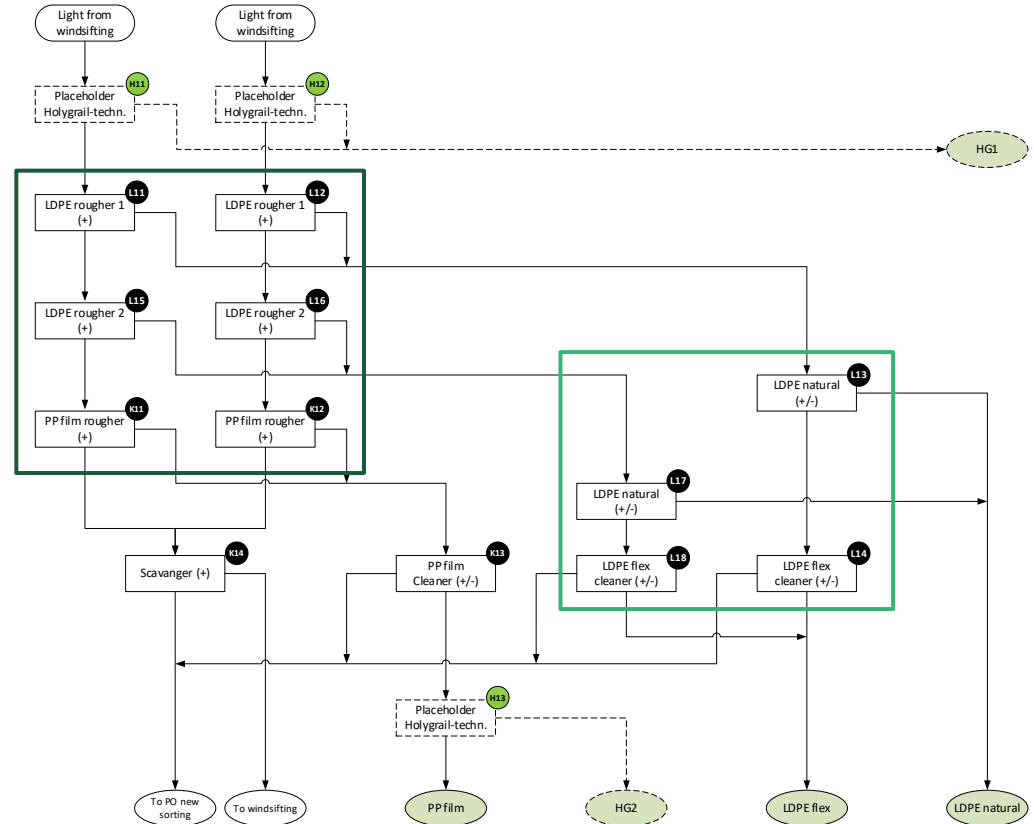 Light from
windsifting
Light from
windsifting
H11
Placeholder
Holygrail-techn.
H12
Placeholder
Holygrail-techn.
HG1
L11
LDPE rougher 1
(+)
L12
LDPE rougher 1
(+)
L15
LDPE rougher 2
(+)
L16
LDPE rougher 2
(+)
L13
LDPE natural
(+/-)
K11
PP film rougher
(+)
K12
PP film rougher
(+)
L17
LDPE natural
(+/-)
K14
Scavanger (+)
K13
PP film
Cleaner (+/-)
L18
LDPE flex
cleaner (+/-)
L14
LDPE flex
cleaner (+/-)
H13
Placeholder
Holygrail-techn.
To PO new
sorting
To windsifting
PP film
HG2
LDPE flex
LDPE natural